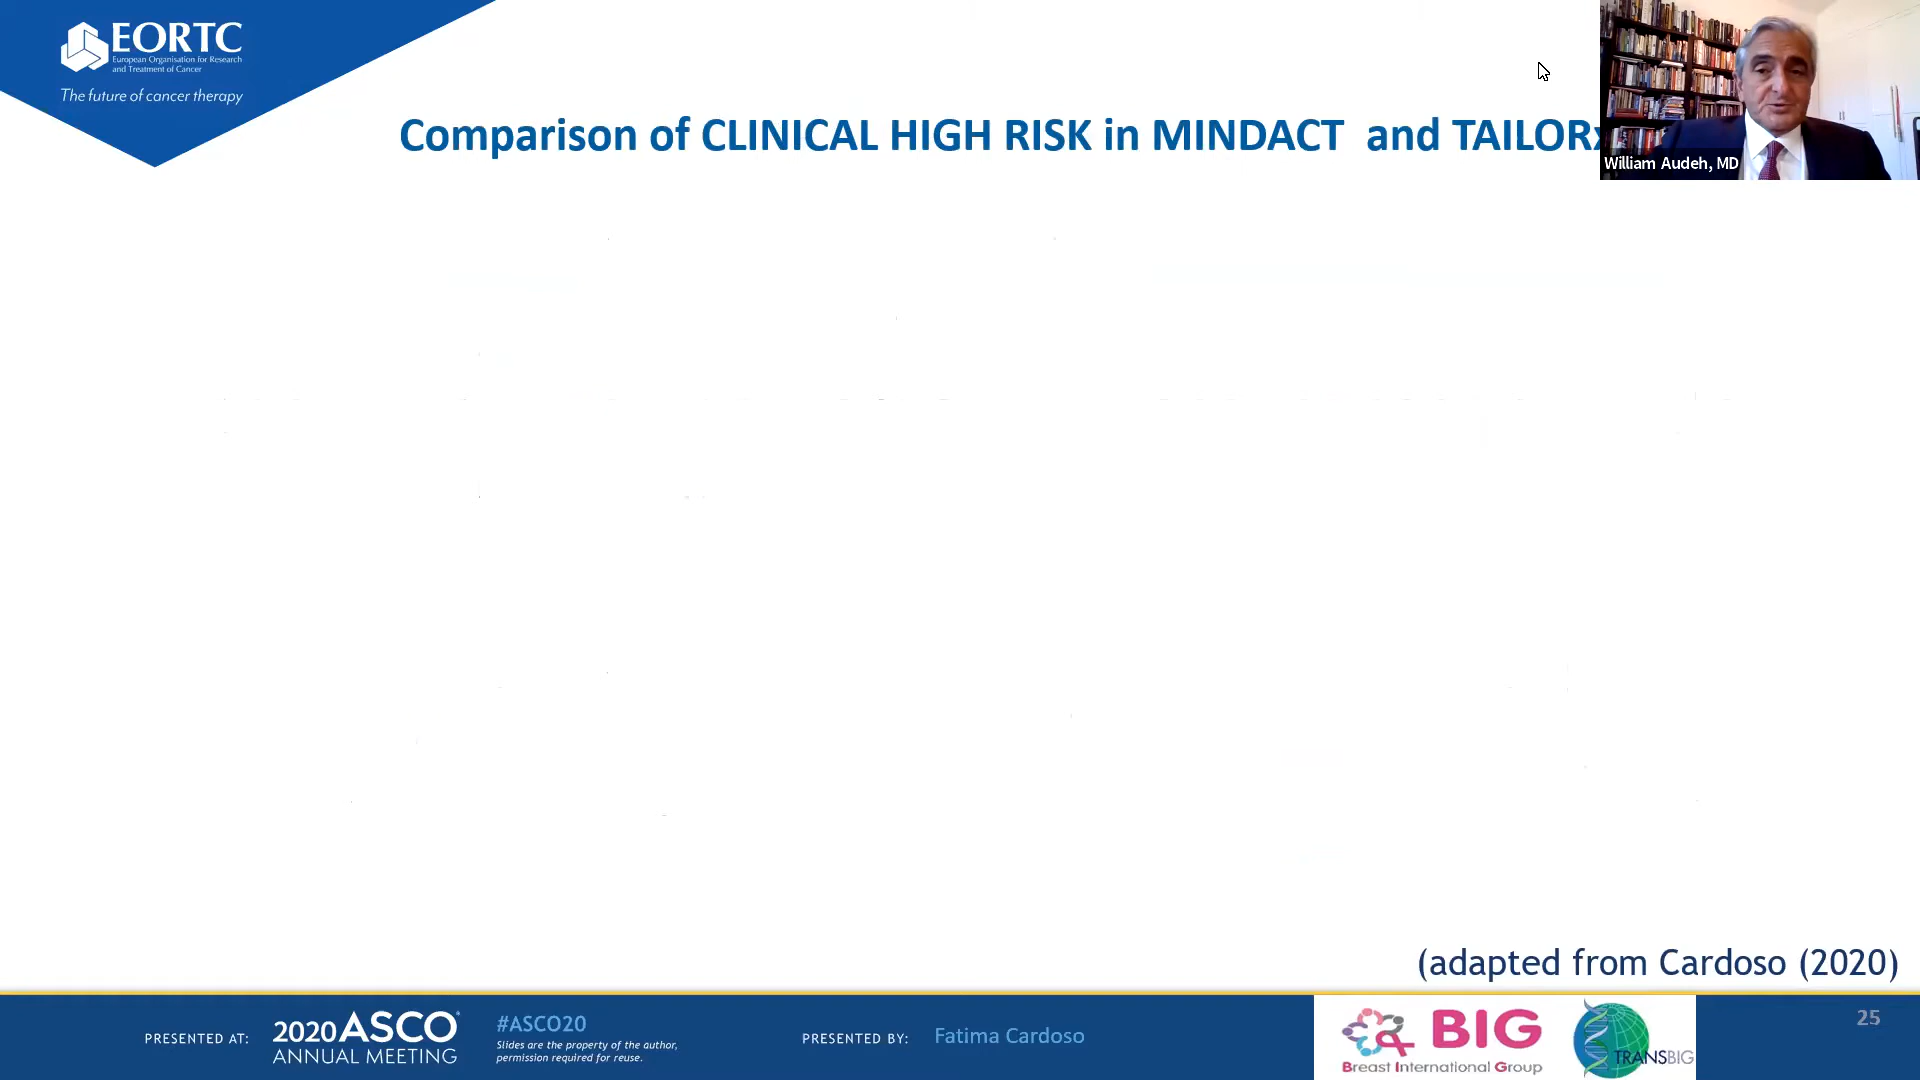 EORTC
European Organisation for Research
and Treatment of Cancer
The future of cancer therapy
Comparison of CLINICAL HIGH RISK in MINDACT and TAILORx
William Audeh, MD
(adapted from Cardoso (2020)
PRESENTED AT:
2020 ASCO
ANNUAL MEETING
#ASCO20
Slides are the property of the author,
permission required for reuse.
PRESENTED BY:
Fatima Cardoso
BIG
Breast International Group
TRANSBIG
25